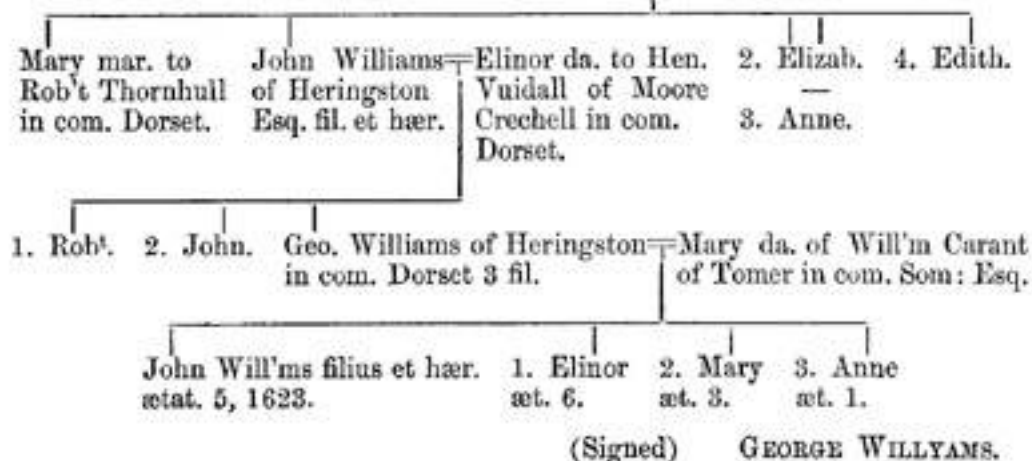 Mary mar. to
Rob't Thornhull
in com. Dorset.
John Williams
of Heringston
Esq. fil. et hær.
Elinor da. to Hen.
Vuidall of Moore
Crechell in com.
Dorset.
2. Elizab.
3. Anne.
4. Edith.
1. Robᵗ.
2. John.
Geo. Williams of Heringston
in com. Dorset 3 fil.
Mary da. of Will'm Carant
of Tomer in com. Som: Esq.
John Will'ms filius et hær.
ætat. 5, 1623.
1. Elinor
æt. 6.
2. Mary
æt. 3.
3. Anne
æt. 1.
(Signed) GEORGE WILLYAMS.